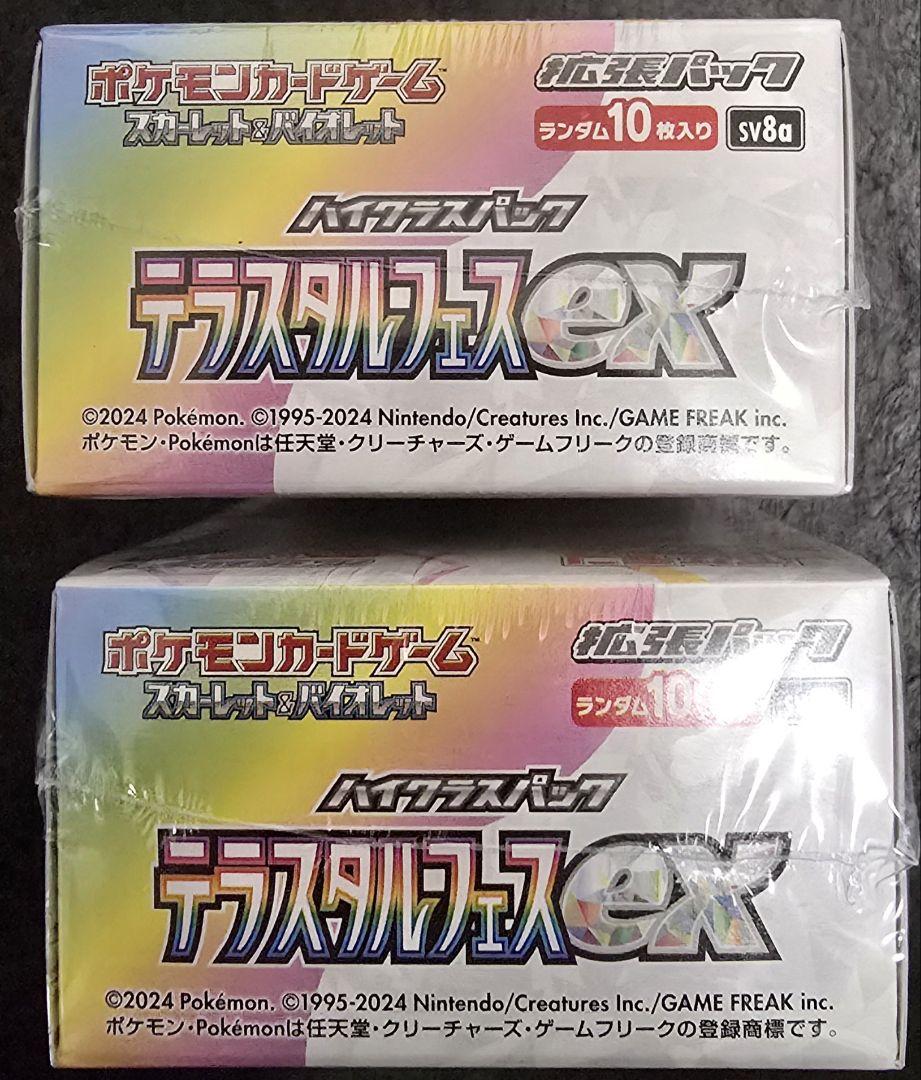 ポケモンカードゲーム™
スカーレット&バイオレット
拡張パック
ランダム10枚入り
sv8a
ハイクラスパック
テラスタルフェスex
©2024 Pokémon. ©1995-2024 Nintendo/Creatures Inc./GAME FREAK inc.
ポケモン・Pokémonは任天堂・クリーチャーズ・ゲームフリークの登録商標です。
ポケモンカードゲーム™
スカーレット&バイオレット
拡張パック
ランダム10
ハイクラスパック
テラスタルフェスex
©2024 Pokémon. ©1995-2024 Nintendo/Creatures Inc./GAME FREAK inc.
ポケモン・Pokémonは任天堂・クリーチャーズ・ゲームフリークの登録商標です。